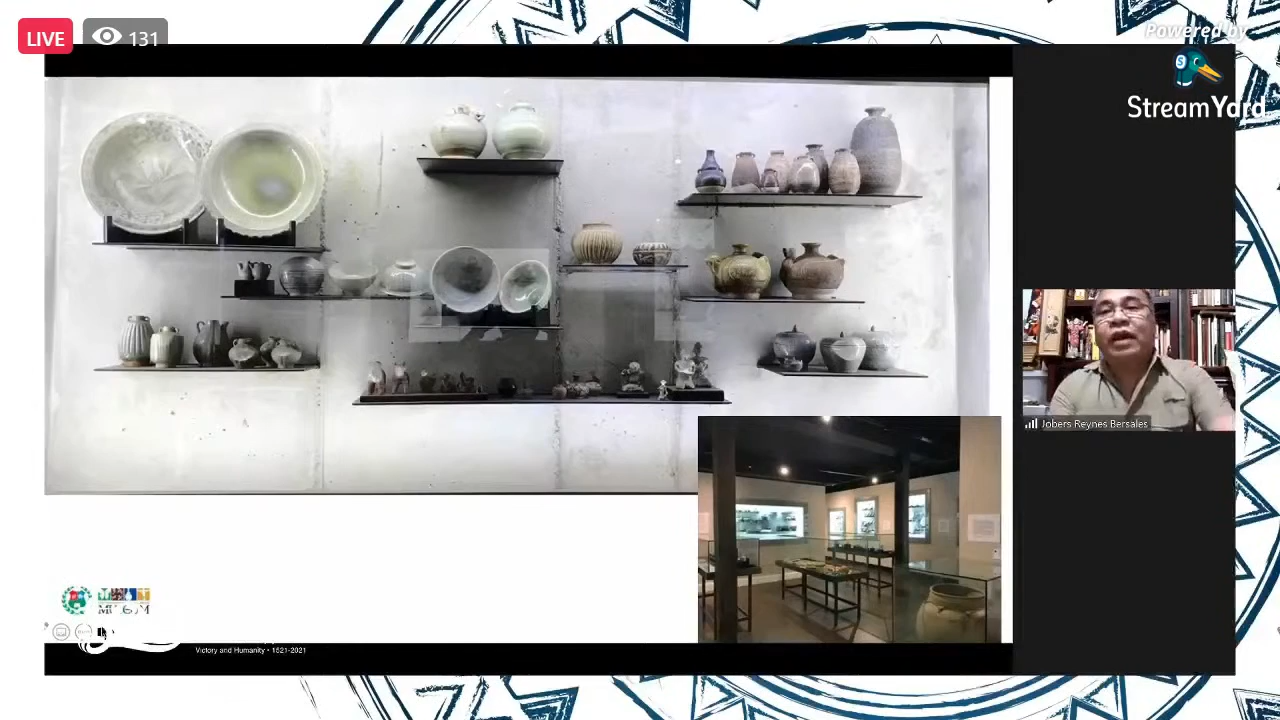 LIVE
131
Powered by
StreamYard
Jobers Reynes Bersales
Victory and Humanity • 1521-2021